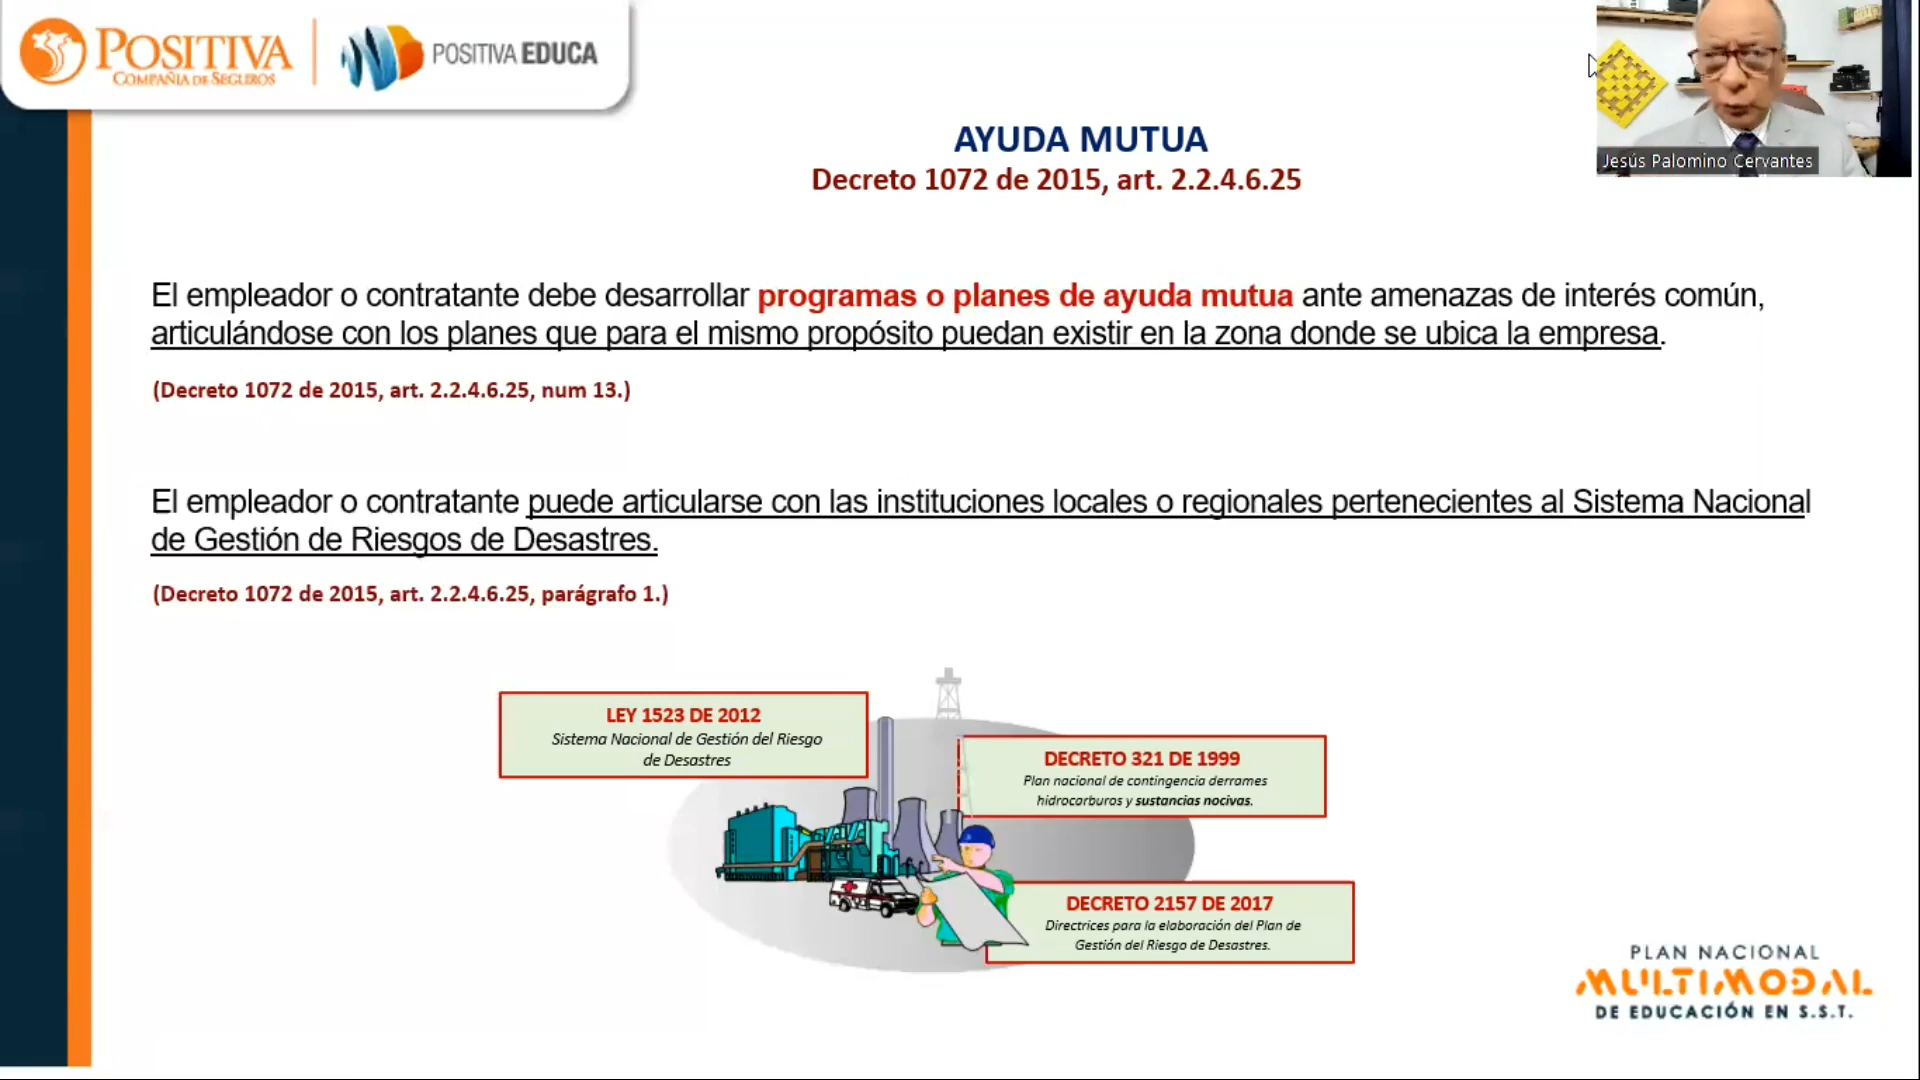 POSITIVA
COMPAÑIA DE SEGUROS
POSITIVA EDUCA
Jesús Palomino Cervantes
AYUDA MUTUA
Decreto 1072 de 2015, art. 2.2.4.6.25
El empleador o contratante debe desarrollar programas o planes de ayuda mutua ante amenazas de interés común,
articulándose con los planes que para el mismo propósito puedan existir en la zona donde se ubica la empresa.
(Decreto 1072 de 2015, art. 2.2.4.6.25, num 13.)
El empleador o contratante puede articularse con las instituciones locales o regionales pertenecientes al Sistema Nacional
de Gestión de Riesgos de Desastres.
(Decreto 1072 de 2015, art. 2.2.4.6.25, parágrafo 1.)
LEY 1523 DE 2012
Sistema Nacional de Gestión del Riesgo
de Desastres
DECRETO 321 DE 1999
Plan nacional de contingencia derrames
hidrocarburos y sustancias nocivas.
DECRETO 2157 DE 2017
Directrices para la elaboración del Plan de
Gestión del Riesgo de Desastres.
PLAN NACIONAL
MULTIMODAL
DE EDUCACIÓN EN S.S.T.